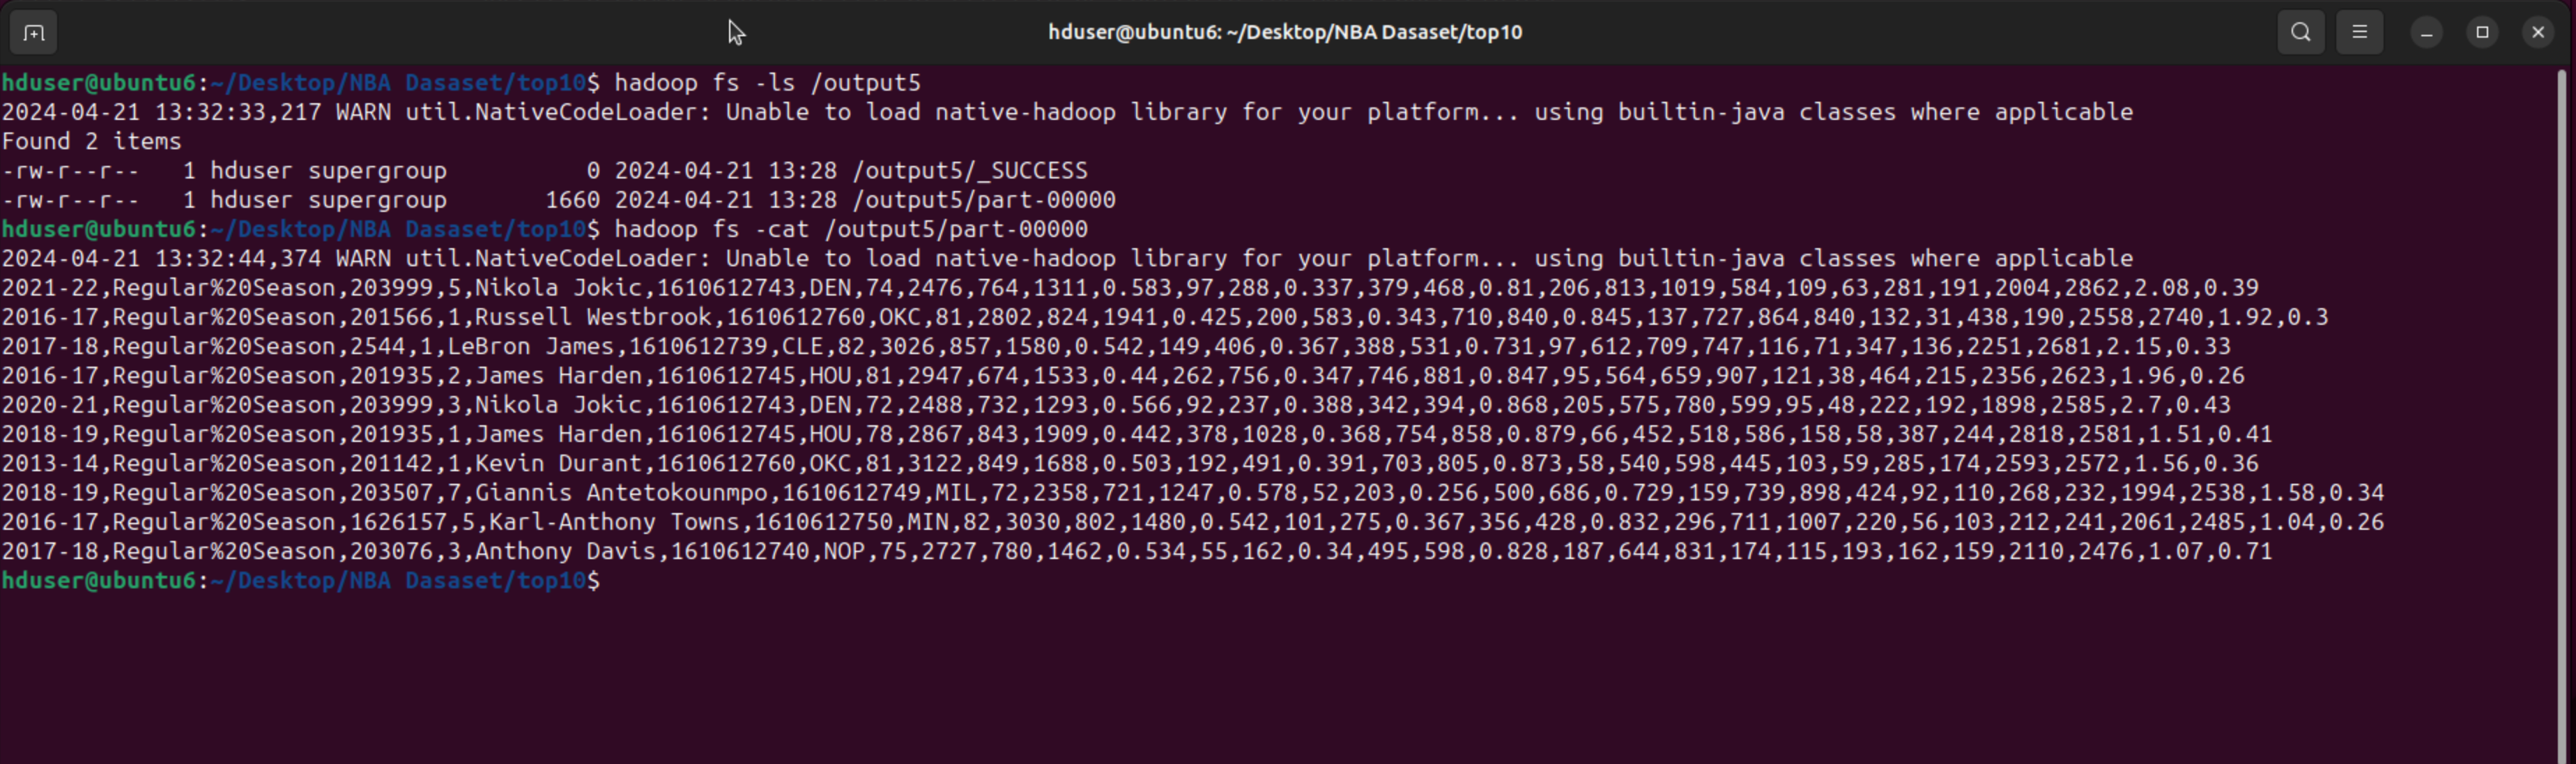 hduser@ubuntu6: ~/Desktop/NBA Dasaset/top10
hduser@ubuntu6:~/Desktop/NBA Dasaset/top10$ hadoop fs -ls /output5
2024-04-21 13:32:33,217 WARN util.NativeCodeLoader: Unable to load native-hadoop library for your platform... using builtin-java classes where applicable
Found 2 items
-rw-r--r--   1 hduser supergroup          0 2024-04-21 13:28 /output5/_SUCCESS
-rw-r--r--   1 hduser supergroup       1660 2024-04-21 13:28 /output5/part-00000
hduser@ubuntu6:~/Desktop/NBA Dasaset/top10$ hadoop fs -cat /output5/part-00000
2024-04-21 13:32:44,374 WARN util.NativeCodeLoader: Unable to load native-hadoop library for your platform... using builtin-java classes where applicable
2021-22,Regular%20Season,203999,5,Nikola Jokic,1610612743,DEN,74,2476,764,1311,0.583,97,288,0.337,379,468,0.81,206,813,1019,584,109,63,281,191,2004,2862,2.08,0.39
2016-17,Regular%20Season,201566,1,Russell Westbrook,1610612760,OKC,81,2802,824,1941,0.425,200,583,0.343,710,840,0.845,137,727,864,840,132,31,438,190,2558,2740,1.92,0.3
2017-18,Regular%20Season,2544,1,LeBron James,1610612739,CLE,82,3026,857,1580,0.542,149,406,0.367,388,531,0.731,97,612,709,747,116,71,347,136,2251,2681,2.15,0.33
2016-17,Regular%20Season,201935,2,James Harden,1610612745,HOU,81,2947,674,1533,0.44,262,756,0.347,746,881,0.847,95,564,659,907,121,38,464,215,2356,2623,1.96,0.26
2020-21,Regular%20Season,203999,3,Nikola Jokic,1610612743,DEN,72,2488,732,1293,0.566,92,237,0.388,342,394,0.868,205,575,780,599,95,48,222,192,1898,2585,2.7,0.43
2018-19,Regular%20Season,201935,1,James Harden,1610612745,HOU,78,2867,843,1909,0.442,378,1028,0.368,754,858,0.879,66,452,518,586,158,58,387,244,2818,2581,1.51,0.41
2013-14,Regular%20Season,201142,1,Kevin Durant,1610612760,OKC,81,3122,849,1688,0.503,192,491,0.391,703,805,0.873,58,540,598,445,103,59,285,174,2593,2572,1.56,0.36
2018-19,Regular%20Season,203507,7,Giannis Antetokounmpo,1610612749,MIL,72,2358,721,1247,0.578,52,203,0.256,500,686,0.729,159,739,898,424,92,110,268,232,1994,2538,1.58,0.34
2016-17,Regular%20Season,1626157,5,Karl-Anthony Towns,1610612750,MIN,82,3030,802,1480,0.542,101,275,0.367,356,428,0.832,296,711,1007,220,56,103,212,241,2061,2485,1.04,0.26
2017-18,Regular%20Season,203076,3,Anthony Davis,1610612740,NOP,75,2727,780,1462,0.534,55,162,0.34,495,598,0.828,187,644,831,174,115,193,162,159,2110,2476,1.07,0.71
hduser@ubuntu6:~/Desktop/NBA Dasaset/top10$